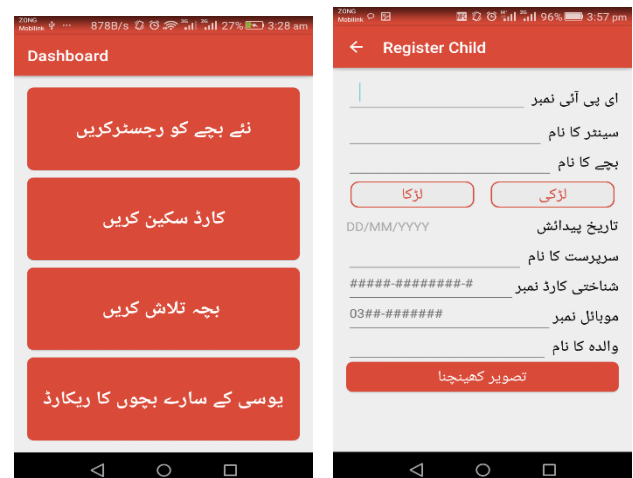 ZONG
Mobilink
878B/s
27%
3:28 am
Dashboard
نئے بچے کو رجسٹرکریں
کارڈ سکین کریں
بچہ تلاش کریں
یوسی کے سارے بچوں کا ریکارڈ
ZONG
Mobilink
96%
3:57 pm
Register Child
ای پی آئی نمبر
سینٹر کا نام
بچے کا نام
لڑکی
لڑکا
تاریخ پیدائش DD/MM/YYYY
سرپرست کا نام
شناختی کارڈ نمبر #####-########-#
موبائل نمبر 03##-#######
والدہ کا نام
تصویر کھینچنا